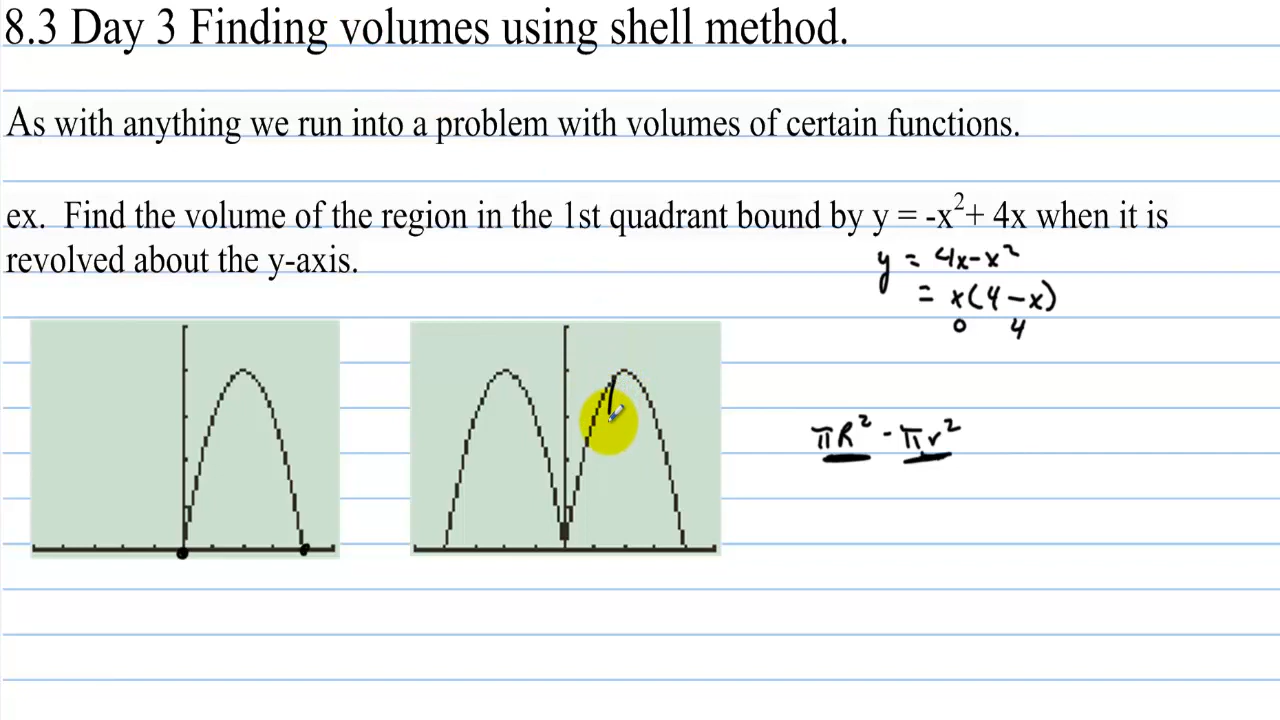 8.3 Day 3 Finding volumes using shell method.
As with anything we run into a problem with volumes of certain functions.
ex. Find the volume of the region in the 1st quadrant bound by y = -x²+ 4x when it is
revolved about the y-axis.
y = 4x-x²
= x(4-x)
0 4
πR² - πr²